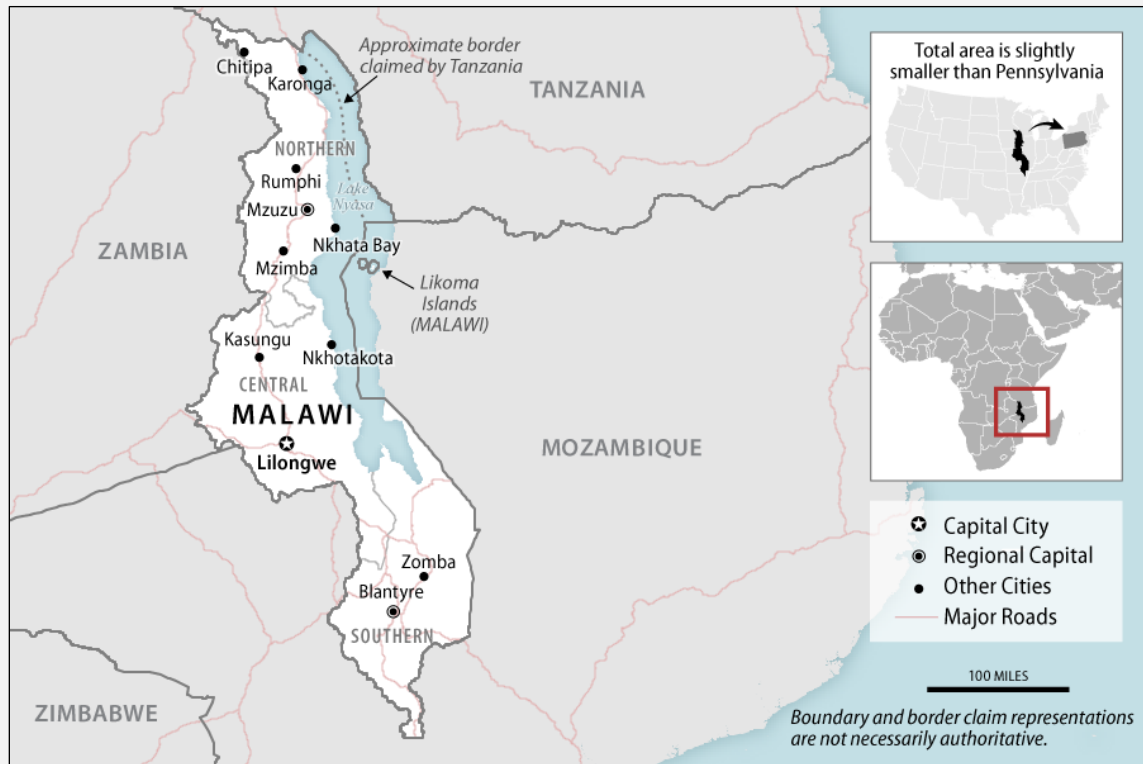 Approximate border
claimed by Tanzania
Chitipa
Karonga
TANZANIA
NORTHERN
Rumphi
Lake
Nyasa
Mzuzu
ZAMBIA
Nkhata Bay
Mzimba
Likoma
Islands
(MALAWI)
Kasungu
Nkhotakota
CENTRAL
MALAWI
Lilongwe
MOZAMBIQUE
Zomba
Blantyre
SOUTHERN
ZIMBABWE
Total area is slightly
smaller than Pennsylvania
Capital City
Regional Capital
Other Cities
Major Roads
100 MILES
Boundary and border claim representations
are not necessarily authoritative.